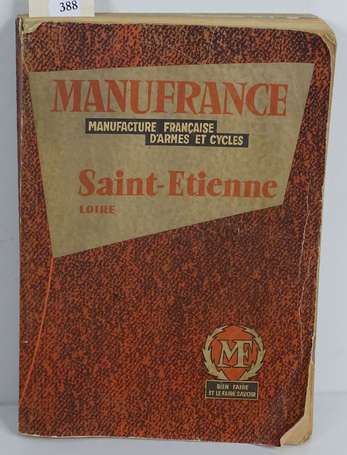 388
MANUFRANCE
MANUFACTURE FRANÇAISE
D'ARMES ET CYCLES
Saint-Etienne
LOIRE
MF
BIEN FAIRE
ET LE FAIRE SAVOIR